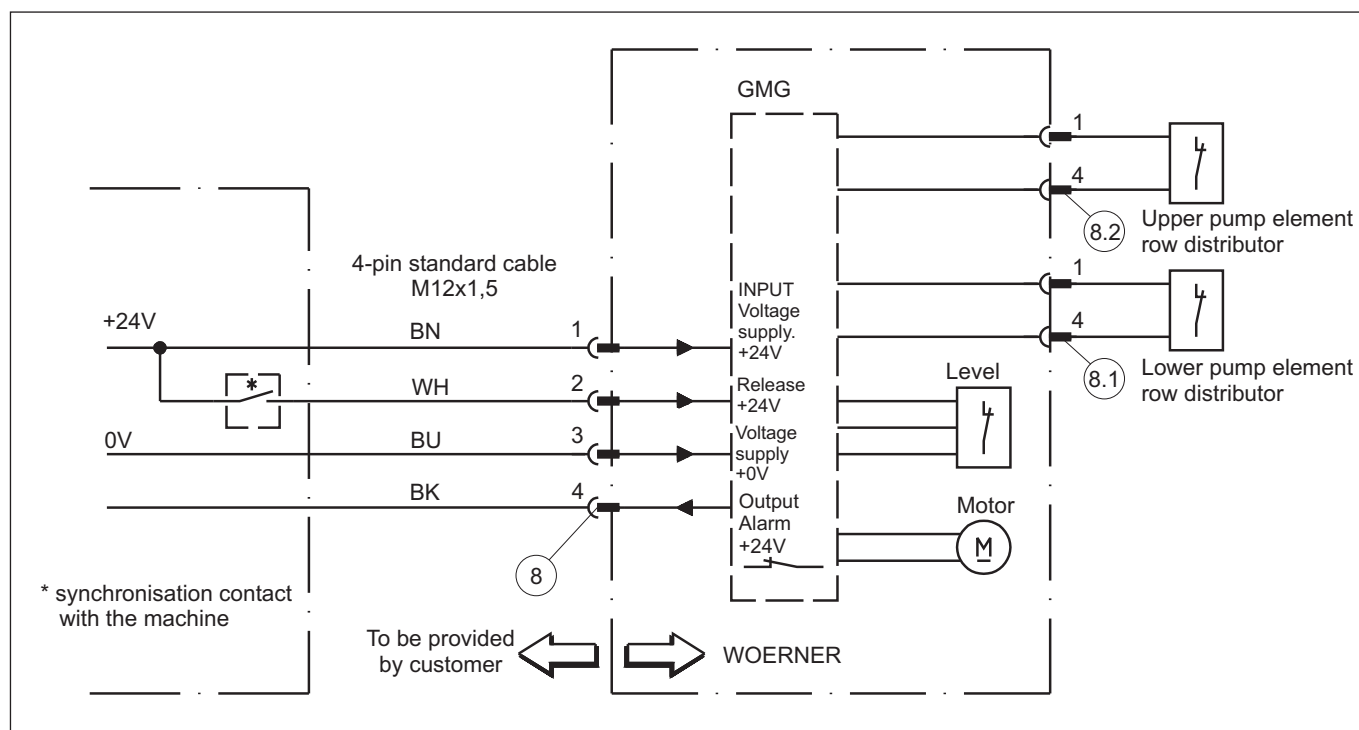 GMG
1
4
8.2
Upper pump element
row distributor
1
4
8.1
Lower pump element
row distributor
4-pin standard cable
M12x1,5
+24V
BN
1
INPUT
Voltage
supply.
+24V
*
WH
2
Release
+24V
Level
0V
BU
3
Voltage
supply
+0V
BK
4
Output
Alarm
+24V
Motor
M
8
* synchronisation contact
with the machine
To be provided
by customer
WOERNER